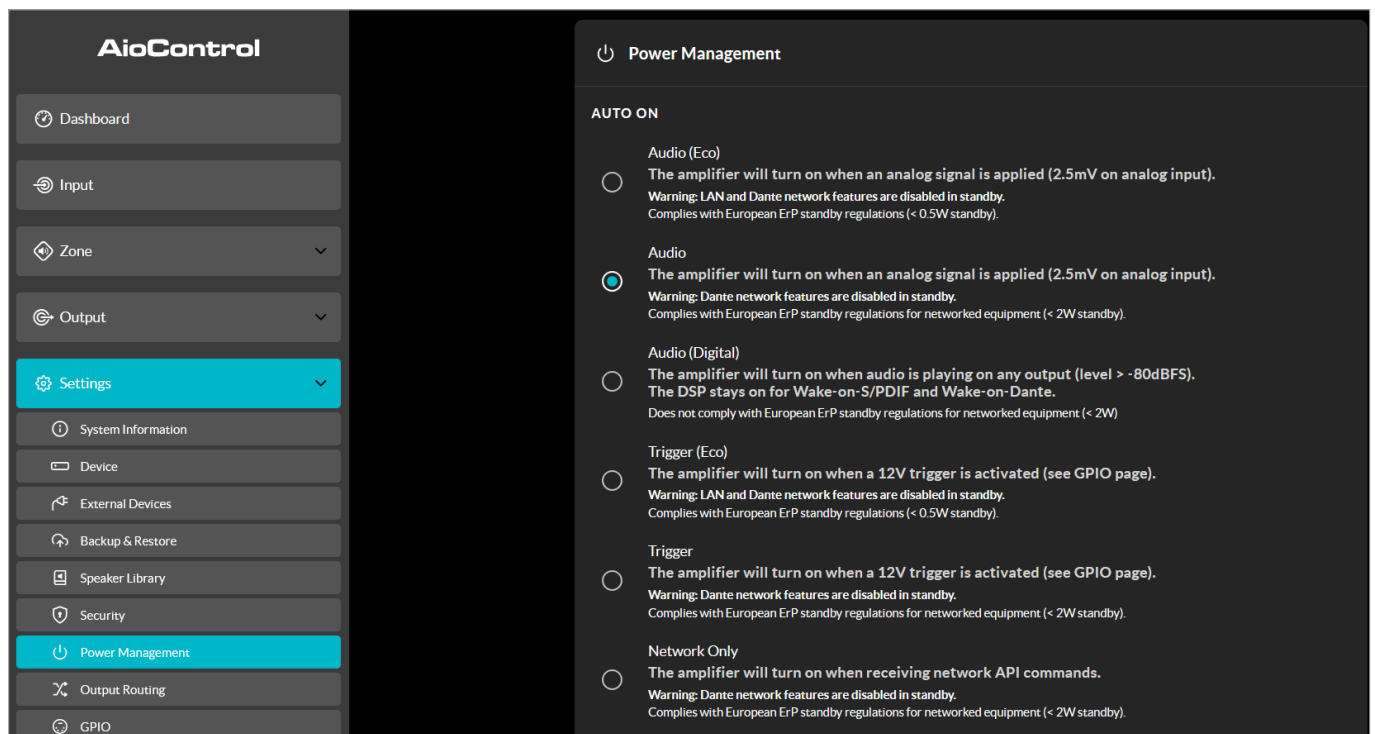 AioControl
Dashboard
Input
Zone
Output
Settings
System Information
Device
External Devices
Backup & Restore
Speaker Library
Security
Power Management
Output Routing
GPIO
Power Management
AUTO ON
Audio (Eco)
The amplifier will turn on when an analog signal is applied (2.5mV on analog input).
Warning: LAN and Dante network features are disabled in standby.
Complies with European ErP standby regulations (< 0.5W standby).
Audio
The amplifier will turn on when an analog signal is applied (2.5mV on analog input).
Warning: Dante network features are disabled in standby.
Complies with European ErP standby regulations for networked equipment (< 2W standby).
Audio (Digital)
The amplifier will turn on when audio is playing on any output (level > -80dBFS).
The DSP stays on for Wake-on-S/PDIF and Wake-on-Dante.
Does not comply with European ErP standby regulations for networked equipment (< 2W)
Trigger (Eco)
The amplifier will turn on when a 12V trigger is activated (see GPIO page).
Warning: LAN and Dante network features are disabled in standby.
Complies with European ErP standby regulations (< 0.5W standby).
Trigger
The amplifier will turn on when a 12V trigger is activated (see GPIO page).
Warning: Dante network features are disabled in standby.
Complies with European ErP standby regulations for networked equipment (< 2W standby).
Network Only
The amplifier will turn on when receiving network API commands.
Warning: Dante network features are disabled in standby.
Complies with European ErP standby regulations for networked equipment (< 2W standby).